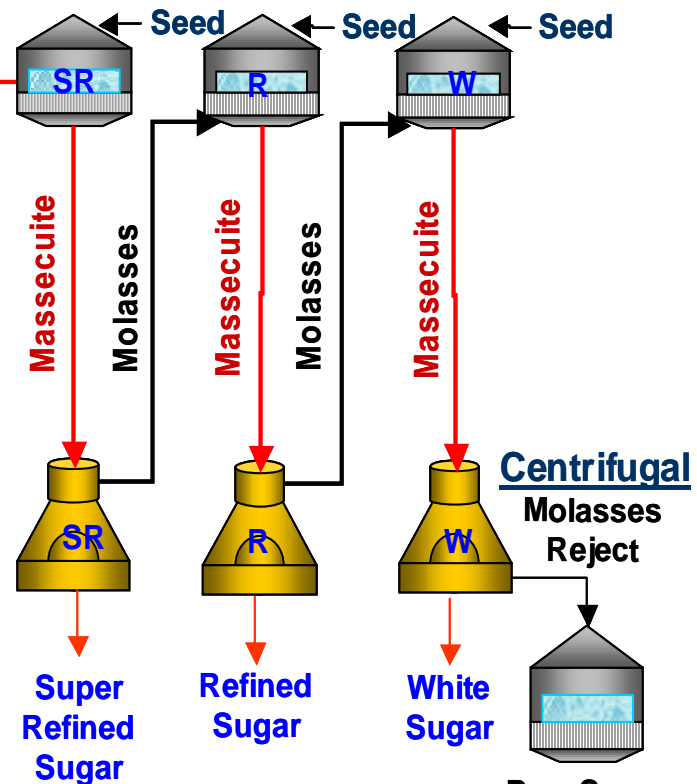 Seed
Seed
Seed
SR
R
W
Massecuite
Molasses
Massecuite
Molasses
Massecuite
Centrifugal
Molasses
Reject
SR
R
W
Super
Refined
Sugar
Refined
Sugar
White
Sugar